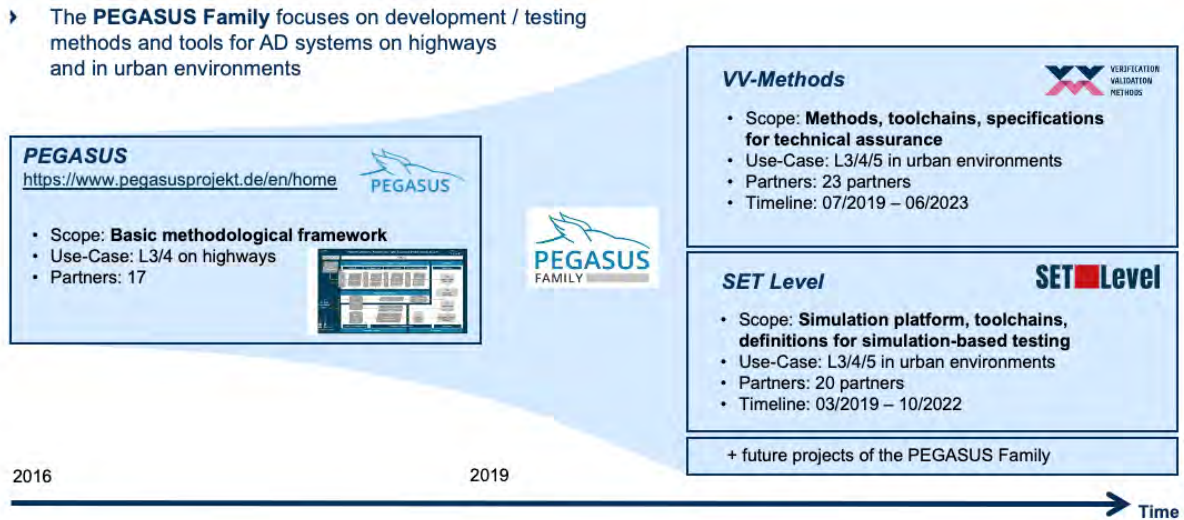 › The PEGASUS Family focuses on development / testing
methods and tools for AD systems on highways
and in urban environments
PEGASUS
https://www.pegasusprojekt.de/en/home
PEGASUS
• Scope: Basic methodological framework
• Use-Case: L3/4 on highways
• Partners: 17
PEGASUS
FAMILY
VV-Methods
VERIFICATION
VALIDATION
METHODS
• Scope: Methods, toolchains, specifications
for technical assurance
• Use-Case: L3/4/5 in urban environments
• Partners: 23 partners
• Timeline: 07/2019 – 06/2023
SET Level
SET Level
• Scope: Simulation platform, toolchains,
definitions for simulation-based testing
• Use-Case: L3/4/5 in urban environments
• Partners: 20 partners
• Timeline: 03/2019 – 10/2022
+ future projects of the PEGASUS Family
2016
2019
Time